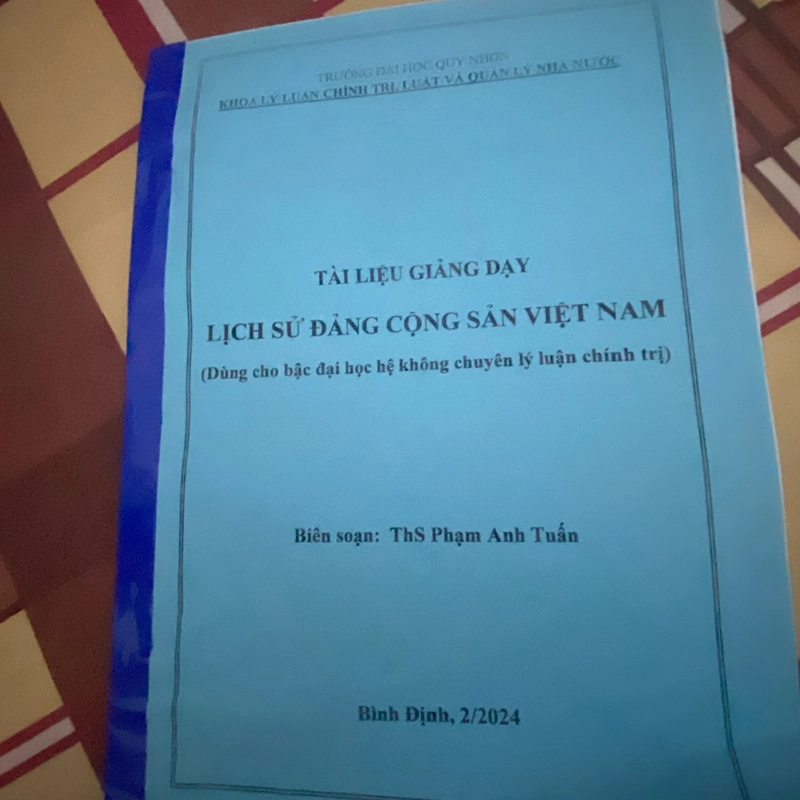 TRƯỜNG ĐẠI HỌC QUY NHƠN
KHOA LÝ LUẬN CHÍNH TRỊ, LUẬT VÀ QUẢN LÝ NHÀ NƯỚC
TÀI LIỆU GIẢNG DẠY
LỊCH SỬ ĐẢNG CỘNG SẢN VIỆT NAM
(Dùng cho bậc đại học hệ không chuyên lý luận chính trị)
Biên soạn: ThS Phạm Anh Tuấn
Bình Định, 2/2024